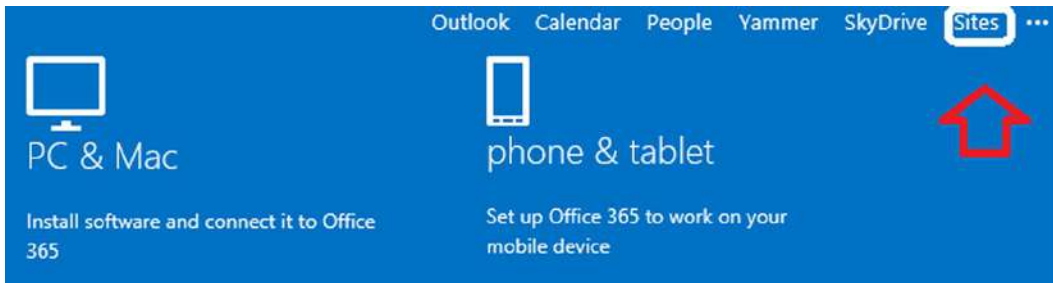 Outlook Calendar People Yammer SkyDrive Sites •••
PC & Mac
Install software and connect it to Office
365
phone & tablet
Set up Office 365 to work on your
mobile device